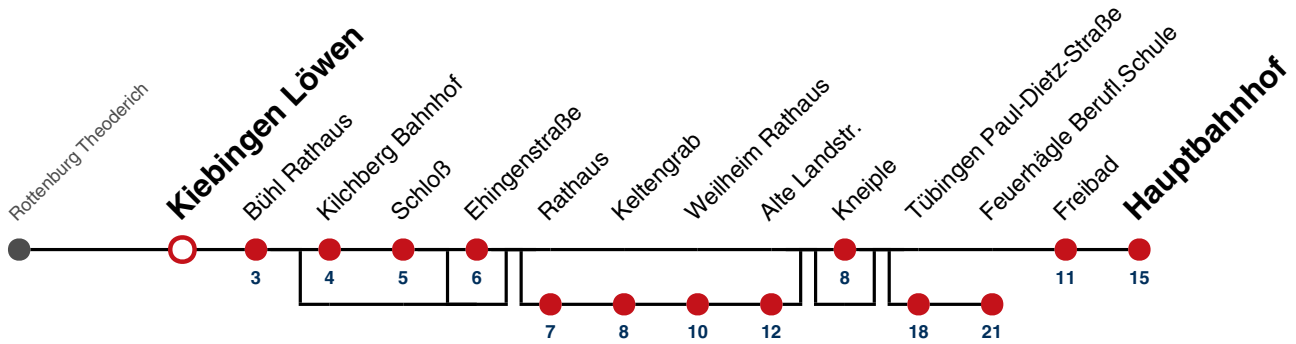 Rottenburg Theoderich
Kiebingen Löwen
Bühl Rathaus
Kilchberg Bahnhof
Schloß
Ehingenstraße
Rathaus
Keltengrab
Weilheim Rathaus
Alte Landstr.
Kneiple
Tübingen Paul-Dietz-Straße
Feuerhägle Berufl.Schule
Freibad
Hauptbahnhof
3
4
5
6
8
11
15
7
8
10
12
18
21